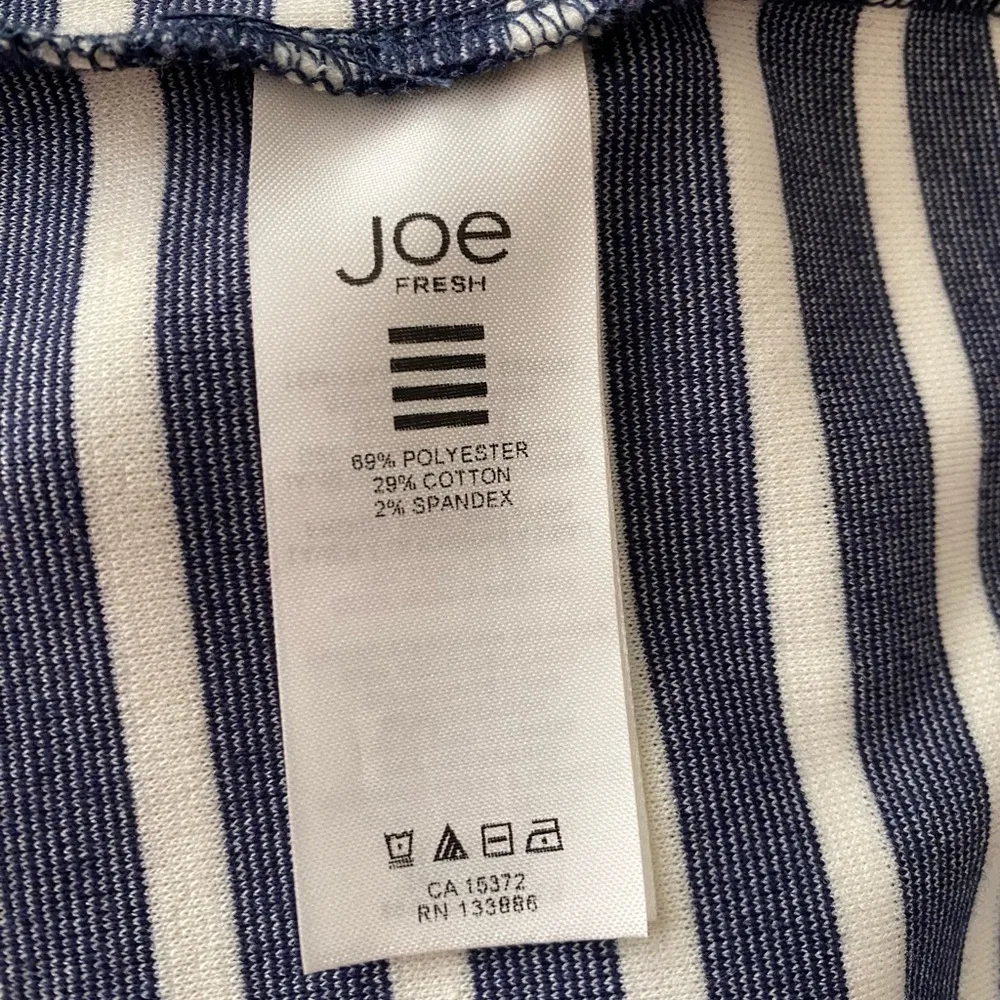 Joe
FRESH
69% POLYESTER
29% COTTON
2% SPANDEX
CA 15372
RN 133886